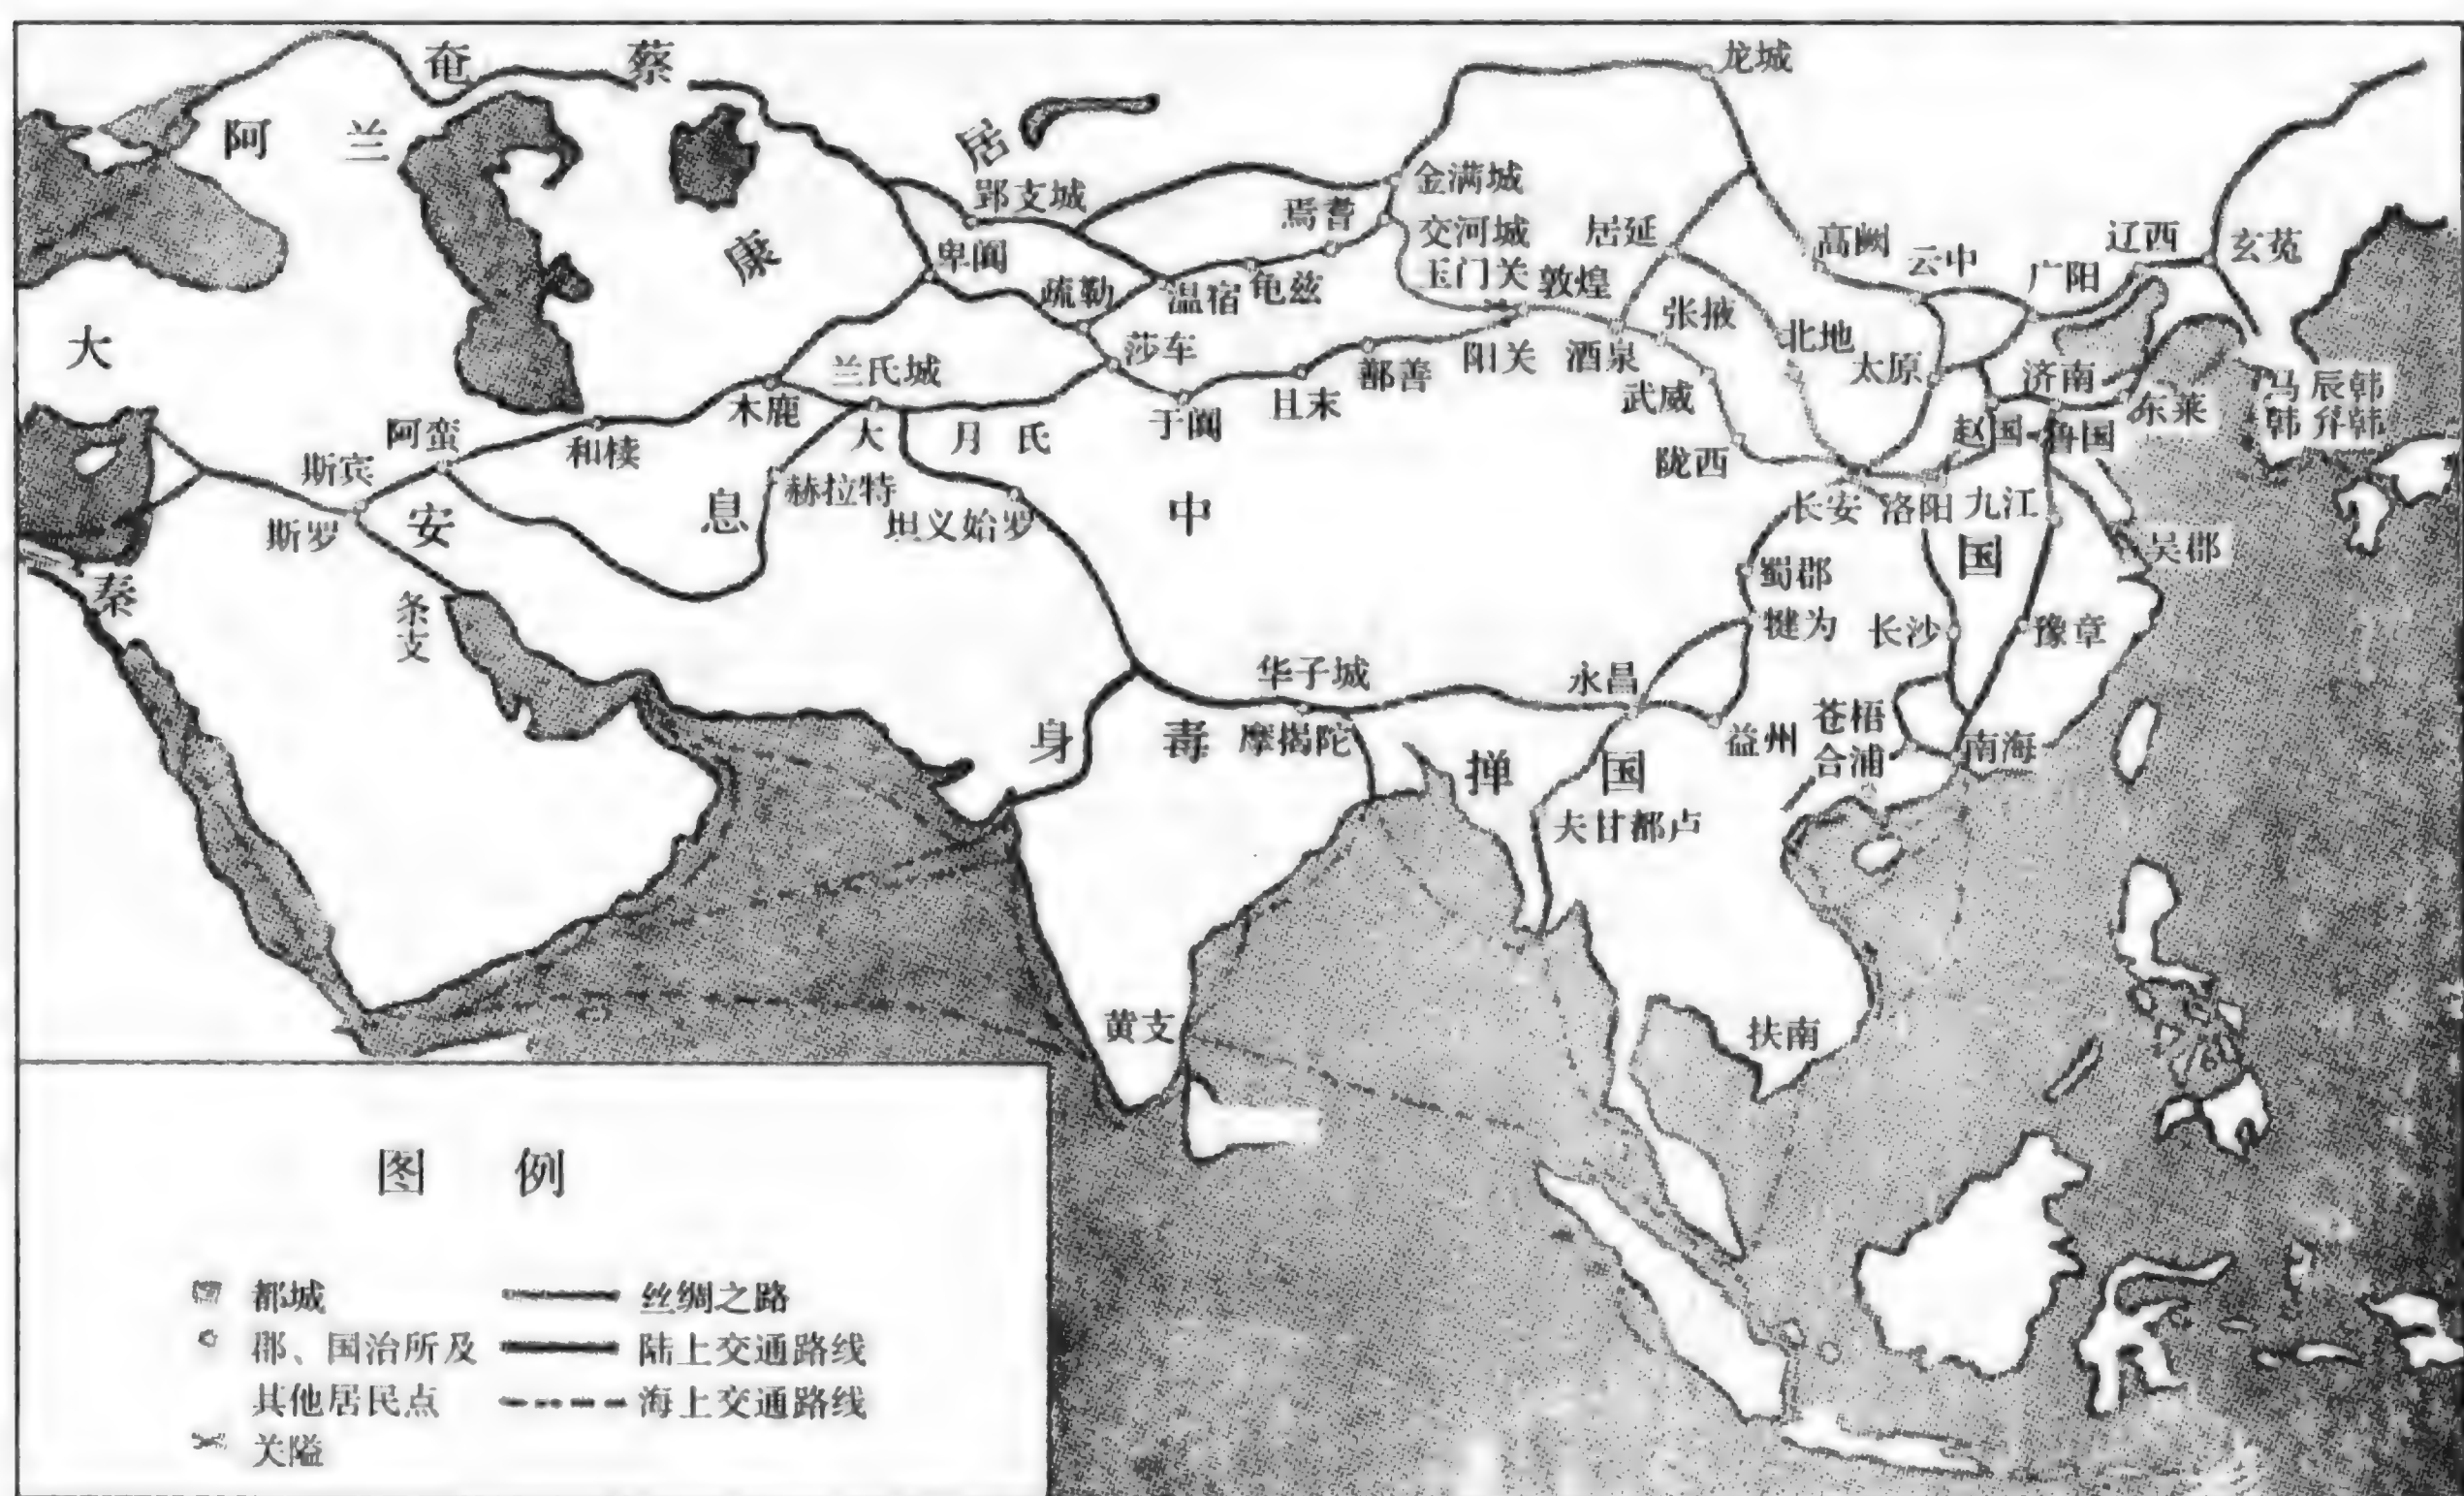 奄蔡
阿兰
龙城
居
康
郅支城
金满城
焉耆
交河城
居延
高阙
云中
辽西
玄菟
广阳
卑阗
疏勒
温宿
龟兹
玉门关
敦煌
张掖
北地
太原
济南
大
莎车
兰氏城
鄯善
阳关
酒泉
武威
木鹿
于阗
且末
赵国
鲁国
东莱
马韩
辰韩
弁韩
阿蛮
和椟
大月氏
斯宾
陇西
赫拉特
息
中
坦义始罗
斯罗
安
长安
洛阳
九江
国
吴郡
秦
条支
蜀郡
犍为
长沙
豫章
华子城
永昌
身毒
摩揭陀
掸国
益州
苍梧
合浦
南海
夫甘都卢
黄支
扶南
图例
都城
丝绸之路
郡、国治所及
其他居民点
陆上交通路线
海上交通路线
关隘